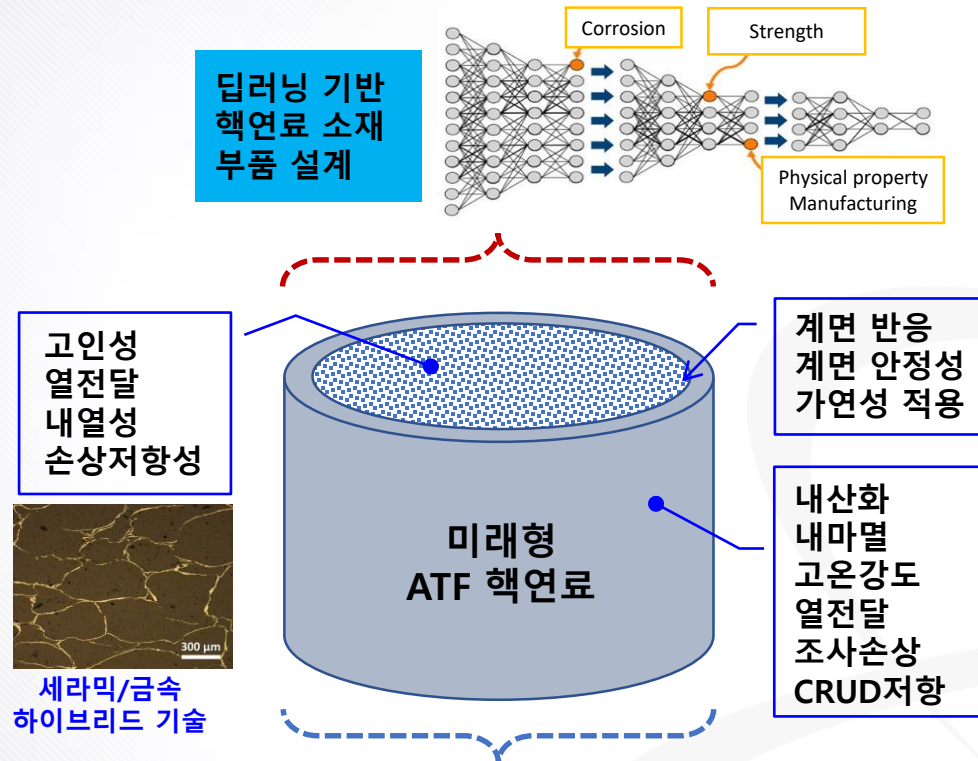 딥러닝 기반
핵연료 소재
부품 설계
Corrosion
Strength
Physical property
Manufacturing
고인성
열전달
내열성
손상저항성
계면 반응
계면 안정성
가연성 적용
300 μm
세라믹/금속
하이브리드 기술
미래형
ATF 핵연료
내산화
내마멸
고온강도
열전달
조사손상
CRUD저항